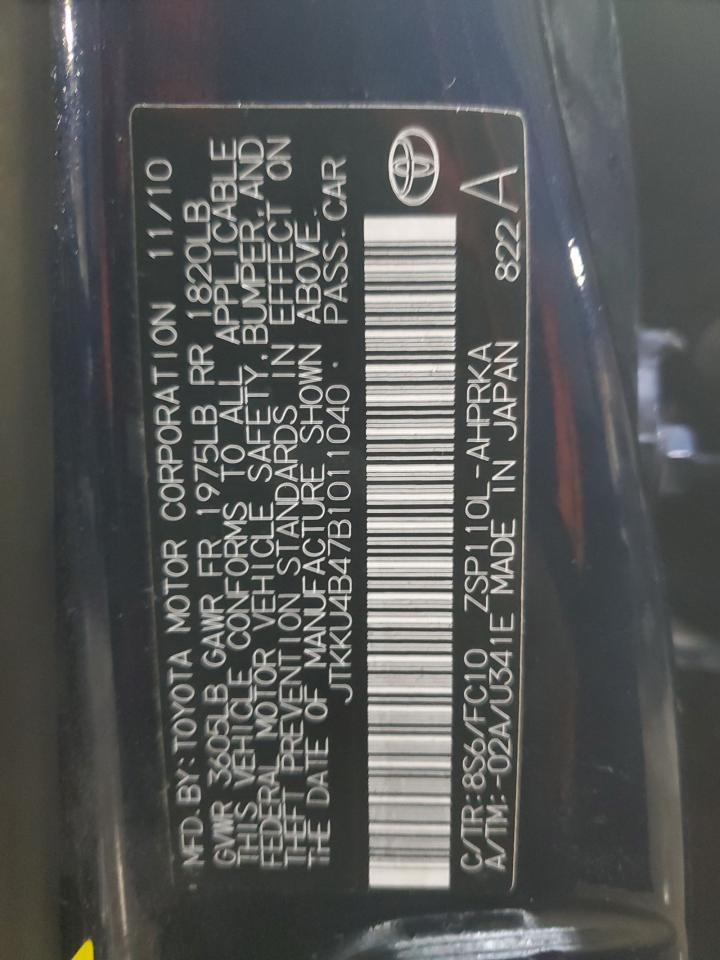 MFD. BY: TOYOTA MOTOR CORPORATION 11/10
GVWR 3605LB GAWR FR 1975LB RR 1820LB
THIS VEHICLE CONFORMS TO ALL APPLICABLE
FEDERAL MOTOR VEHICLE SAFETY, BUMPER, AND
THEFT PREVENTION STANDARDS IN EFFECT ON
THE DATE OF MANUFACTURE SHOWN ABOVE.
JTKKU4B47B1011040 · PASS. CAR
C/TR:8S6/FC10 ZSP110L-AHPRKA
A/TM:-02A/U341E MADE IN JAPAN 822 A